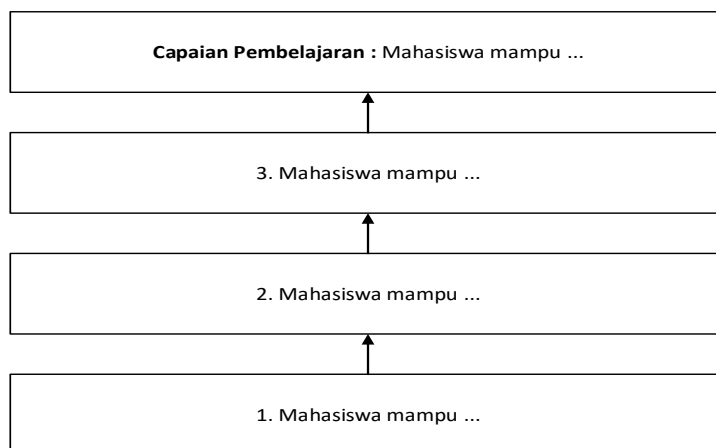 Capaian Pembelajaran : Mahasiswa mampu ...
3. Mahasiswa mampu ...
2. Mahasiswa mampu ...
1. Mahasiswa mampu ...